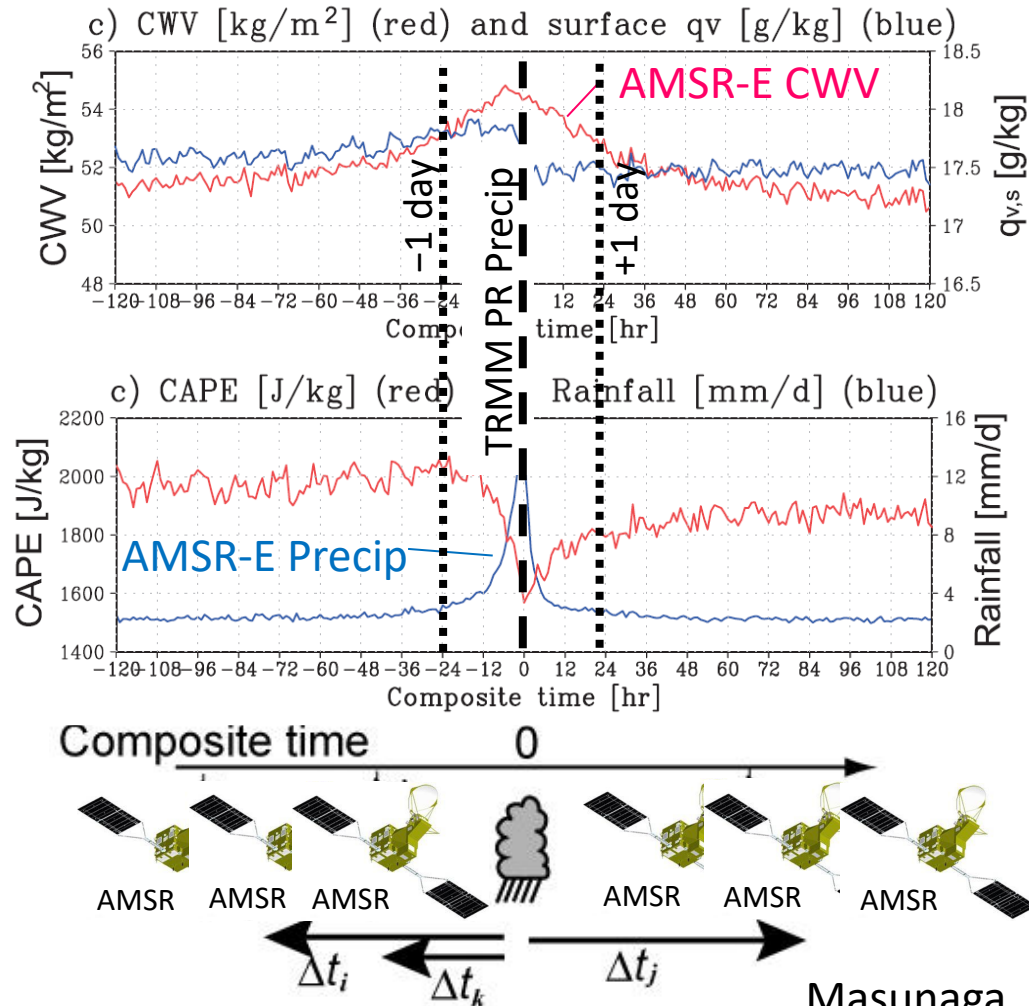 c) CWV [kg/m²] (red) and surface qv [g/kg] (blue)
56
54
52
50
48
CWV [kg/m²]
18.5
18
17.5
17
16.5
qv,s [g/kg]
AMSR-E CWV
−1 day
TRMM PR Precip
+1 day
−120 −108 −96 −84 −72 −60 −48 −36 −24 12 24 36 48 60 72 84 96 108 120
Compo time [hr]
c) CAPE [J/kg] (red) Rainfall [mm/d] (blue)
2200
2000
1800
1600
1400
CAPE [J/kg]
16
12
8
4
0
Rainfall [mm/d]
AMSR-E Precip
−120 −108 −96 −84 −72 −60 −48 −36 −24 −12 0 12 24 36 48 60 72 84 96 108 120
Composite time [hr]
Composite time 0
AMSR AMSR AMSR AMSR AMSR AMSR
Δti Δtk Δtj
Masunaga